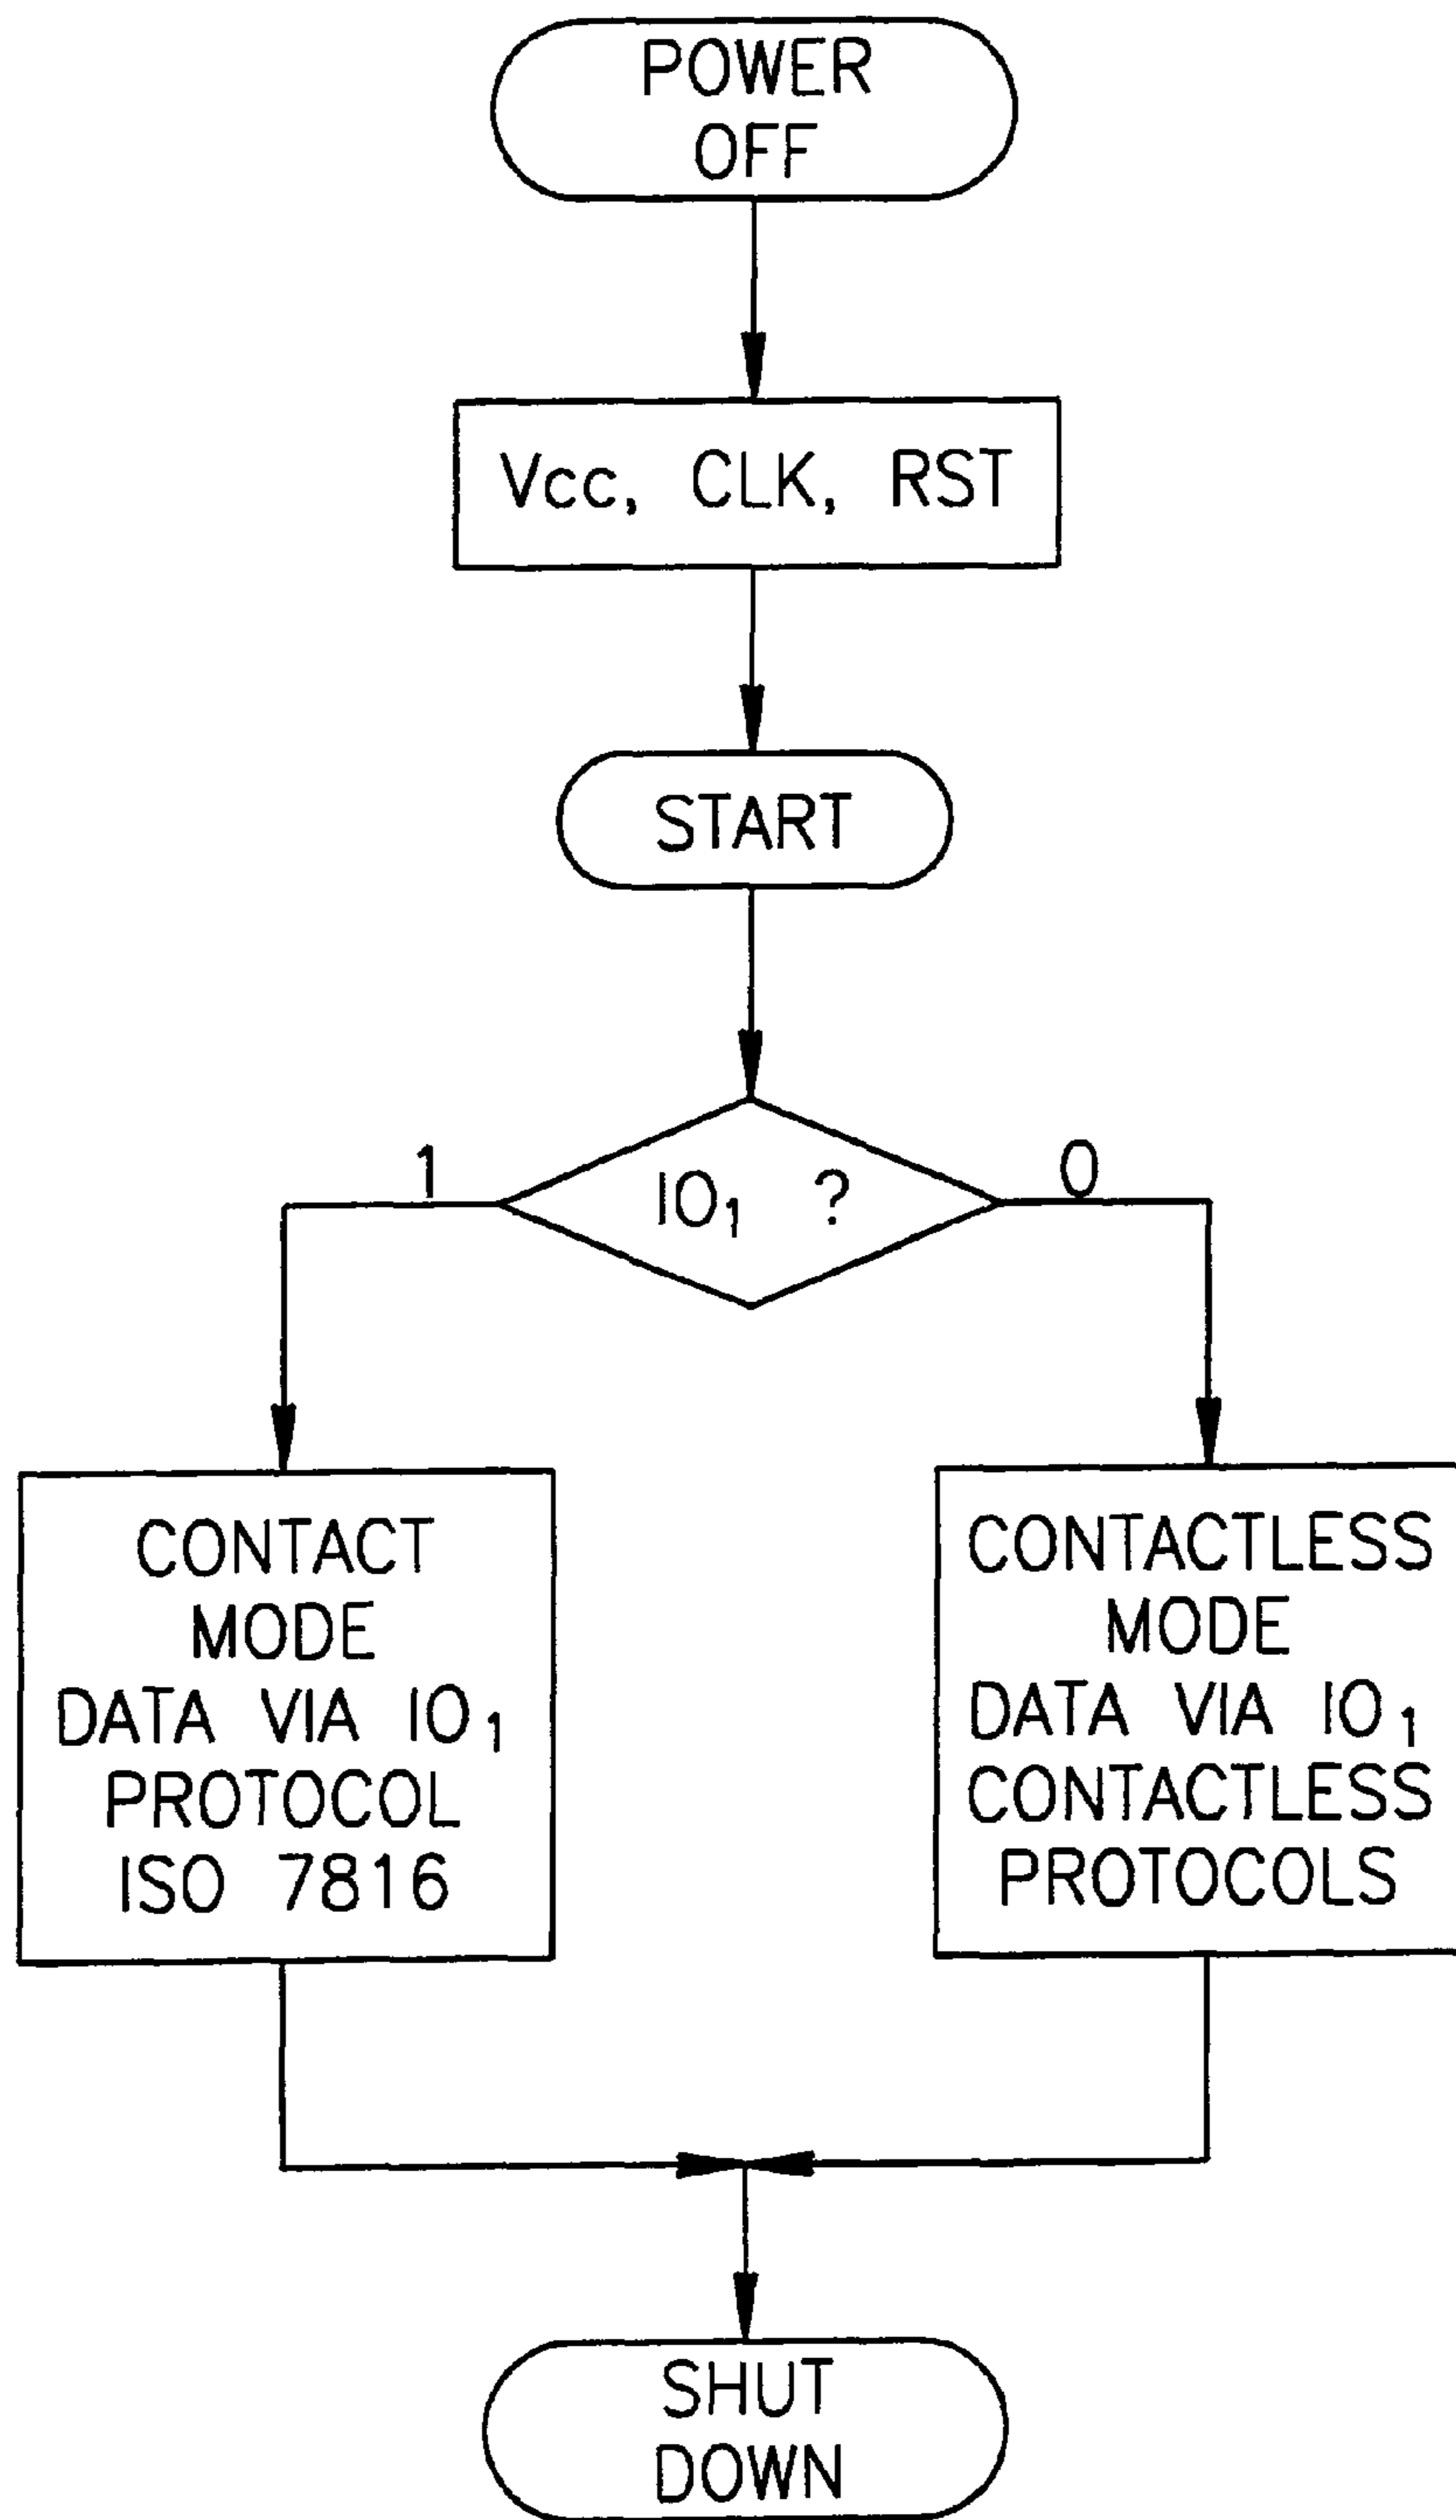 POWER
OFF
Vcc, CLK, RST
START
1
IO₁ ?
0
CONTACT
MODE
DATA VIA IO₁
PROTOCOL
ISO 7816
CONTACTLESS
MODE
DATA VIA IO₁
CONTACTLESS
PROTOCOLS
SHUT
DOWN